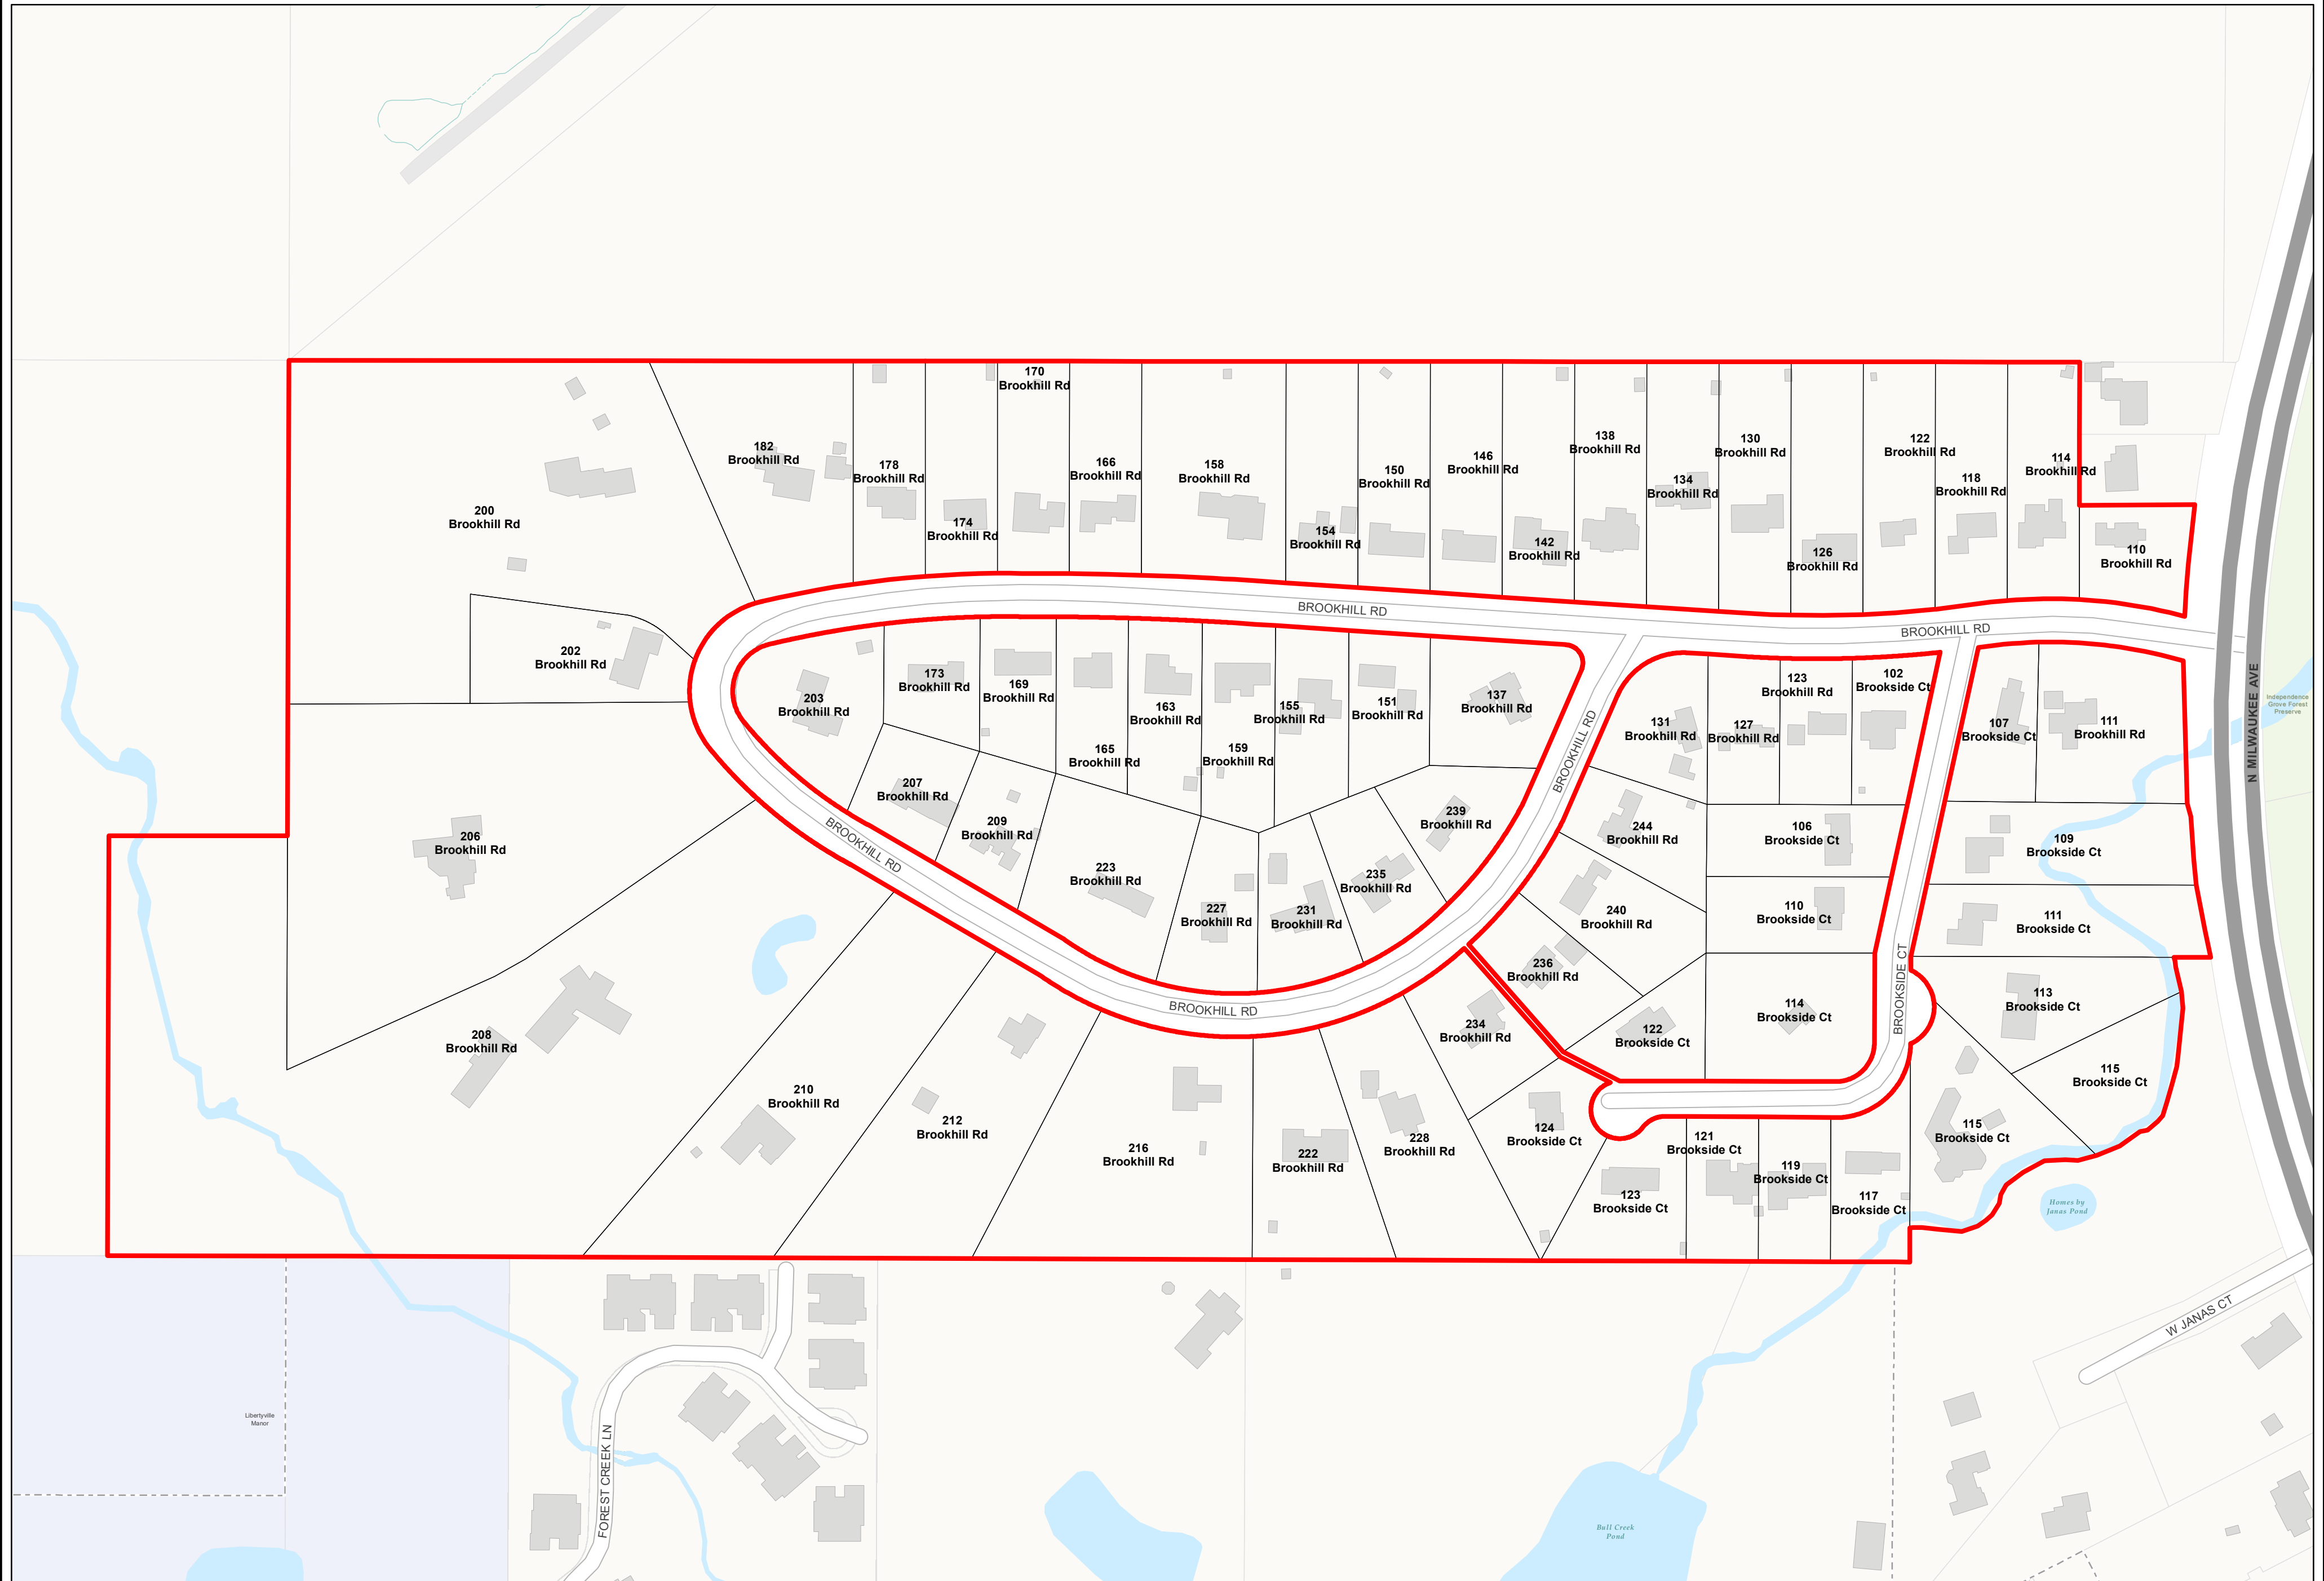 170
Brookhill Rd
182
Brookhill Rd
178
Brookhill Rd
174
Brookhill Rd
166
Brookhill Rd
158
Brookhill Rd
154
Brookhill Rd
150
Brookhill Rd
146
Brookhill Rd
142
Brookhill Rd
138
Brookhill Rd
134
Brookhill Rd
130
Brookhill Rd
126
Brookhill Rd
122
Brookhill Rd
118
Brookhill Rd
114
Brookhill Rd
110
Brookhill Rd
200
Brookhill Rd
202
Brookhill Rd
BROOKHILL RD
BROOKHILL RD
203
Brookhill Rd
173
Brookhill Rd
169
Brookhill Rd
165
Brookhill Rd
163
Brookhill Rd
159
Brookhill Rd
155
Brookhill Rd
151
Brookhill Rd
137
Brookhill Rd
BROOKHILL RD
131
Brookhill Rd
127
Brookhill Rd
123
Brookhill Rd
102
Brookside Ct
107
Brookside Ct
111
Brookhill Rd
N MILWAUKEE AVE
Independence
Grove Forest
Preserve
206
Brookhill Rd
BROOKHILL RD
207
Brookhill Rd
209
Brookhill Rd
223
Brookhill Rd
227
Brookhill Rd
231
Brookhill Rd
235
Brookhill Rd
239
Brookhill Rd
244
Brookhill Rd
106
Brookside Ct
109
Brookside Ct
240
Brookhill Rd
110
Brookside Ct
111
Brookside Ct
236
Brookhill Rd
BROOKSIDE CT
BROOKHILL RD
208
Brookhill Rd
210
Brookhill Rd
212
Brookhill Rd
216
Brookhill Rd
222
Brookhill Rd
228
Brookhill Rd
234
Brookhill Rd
122
Brookside Ct
114
Brookside Ct
113
Brookside Ct
115
Brookside Ct
124
Brookside Ct
121
Brookside Ct
123
Brookside Ct
119
Brookside Ct
117
Brookside Ct
115
Brookside Ct
Homes by
Janas Pond
W JANAS CT
Libertyville
Manor
FOREST CREEK LN
Bull Creek
Pond